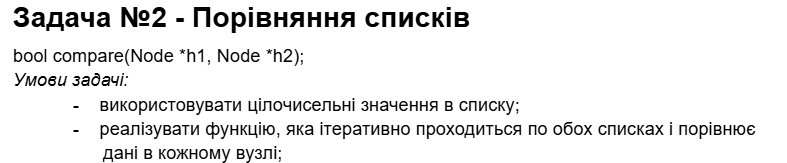 Задача №2 - Порівняння списків
bool compare(Node *h1, Node *h2);
Умови задачі:
- використовувати цілочисельні значення в списку;
- реалізувати функцію, яка ітеративно проходиться по обох списках і порівнює
дані в кожному вузлі;